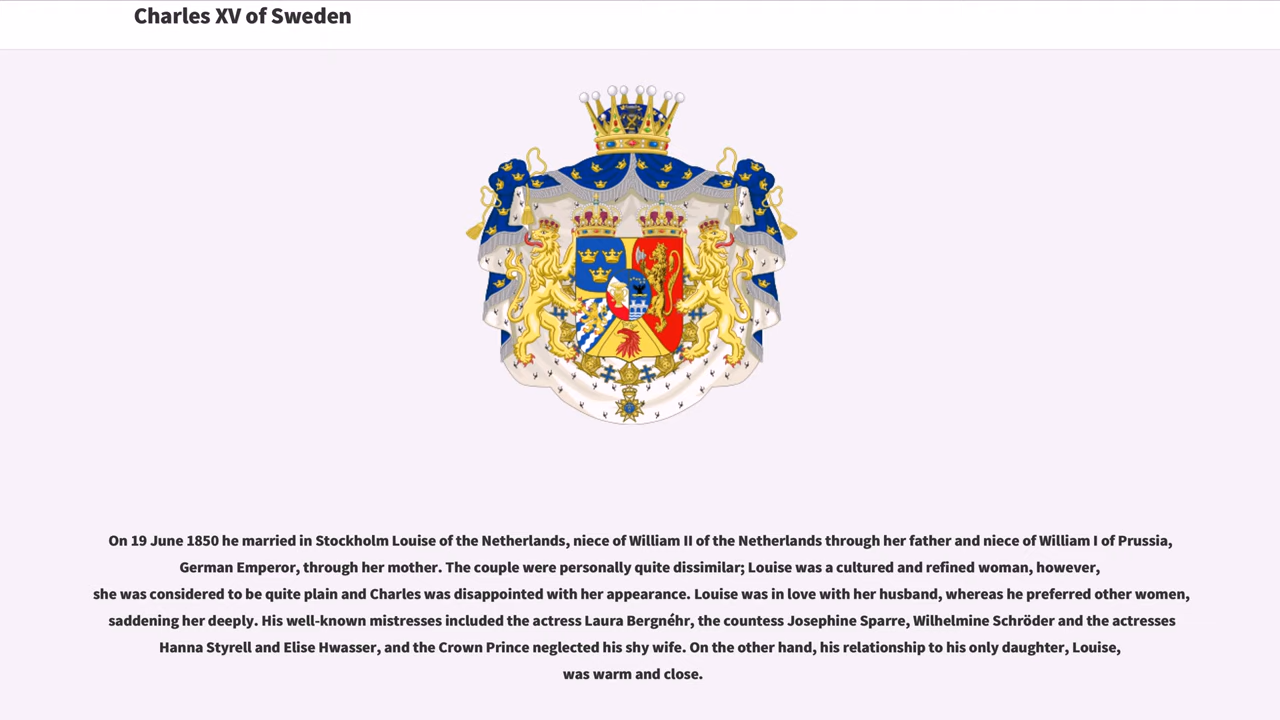 Charles XV of Sweden
On 19 June 1850 he married in Stockholm Louise of the Netherlands, niece of William II of the Netherlands through her father and niece of William I of Prussia,
German Emperor, through her mother. The couple were personally quite dissimilar; Louise was a cultured and refined woman, however,
she was considered to be quite plain and Charles was disappointed with her appearance. Louise was in love with her husband, whereas he preferred other women,
saddening her deeply. His well-known mistresses included the actress Laura Bergnéhr, the countess Josephine Sparre, Wilhelmine Schröder and the actresses
Hanna Styrell and Elise Hwasser, and the Crown Prince neglected his shy wife. On the other hand, his relationship to his only daughter, Louise,
was warm and close.